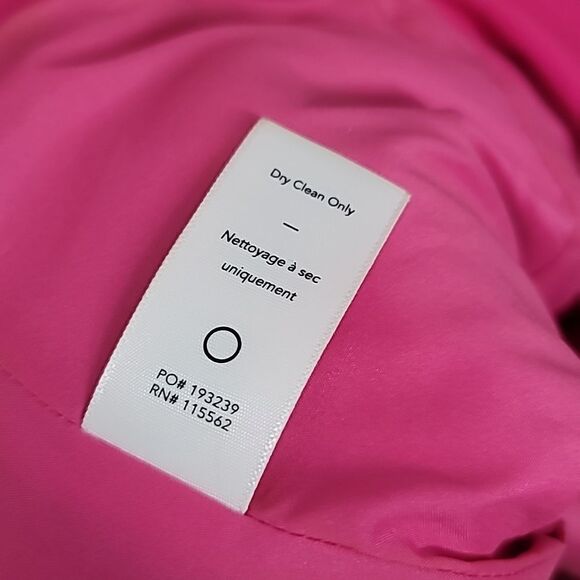 Dry Clean Only
—
Nettoyage à sec
uniquement
PO# 193239
RN# 115562